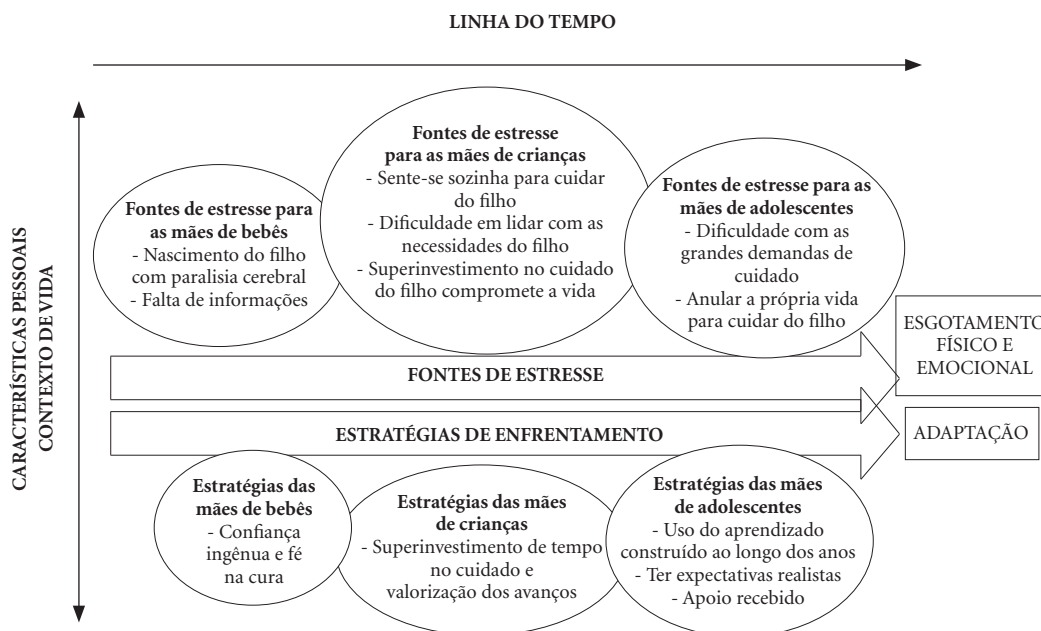 LINHA DO TEMPO
CARACTERÍSTICAS PESSOAIS
CONTEXTO DE VIDA
Fontes de estresse para
as mães de bebês
- Nascimento do filho
com paralisia cerebral
- Falta de informações
Fontes de estresse
para as mães de crianças
- Sente-se sozinha para cuidar
do filho
- Dificuldade em lidar com as
necessidades do filho
- Superinvestimento no cuidado
do filho compromete a vida
Fontes de estresse para as
mães de adolescentes
- Dificuldade com as
grandes demandas de
cuidado
- Anular a própria vida
para cuidar do filho
FONTES DE ESTRESSE
ESGOTAMENTO
FÍSICO E
EMOCIONAL
ESTRATÉGIAS DE ENFRENTAMENTO
ADAPTAÇÃO
Estratégias das
mães de bebês
- Confiança
ingênua e fé
na cura
Estratégias das mães
de crianças
- Superinvestimento de tempo
no cuidado e
valorização dos avanços
Estratégias das mães
de adolescentes
- Uso do aprendizado
construído ao longo dos anos
- Ter expectativas realistas
- Apoio recebido